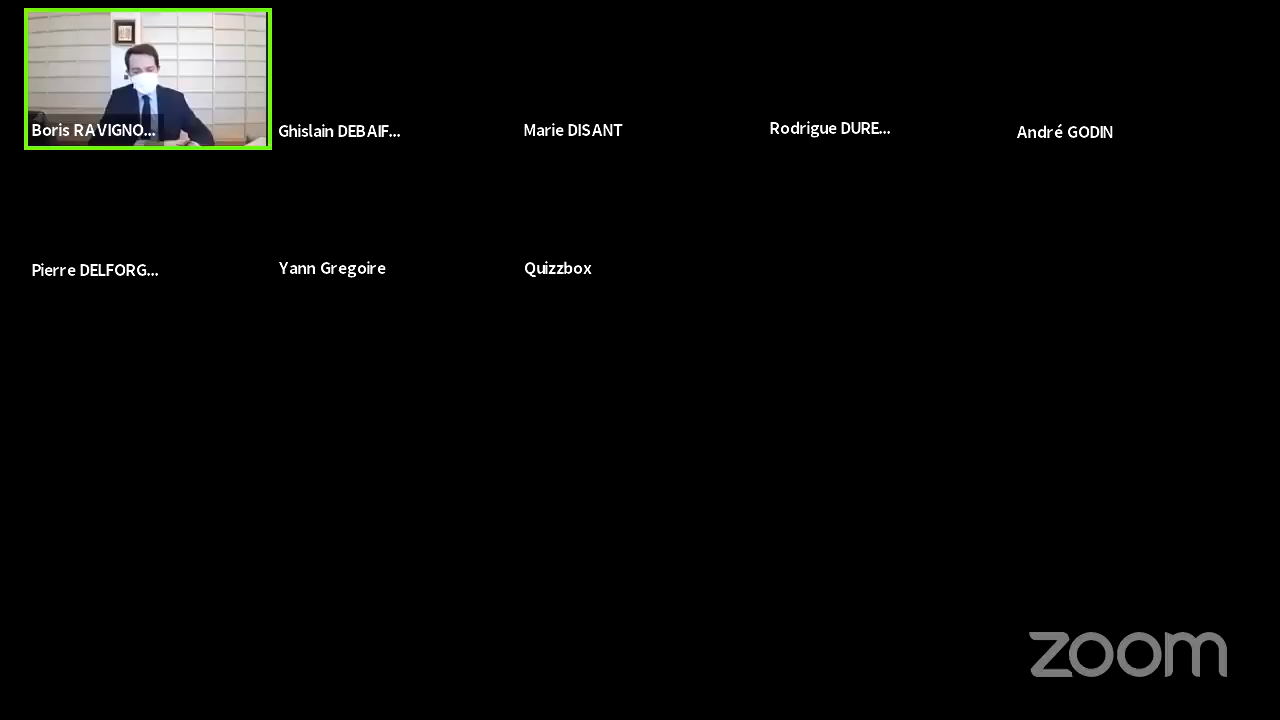 Boris RAVIGNO...
Ghislain DEBAIF...
Marie DISANT
Rodrigue DURE...
André GODIN
Pierre DELFORG...
Yann Gregoire
Quizzbox
zoom